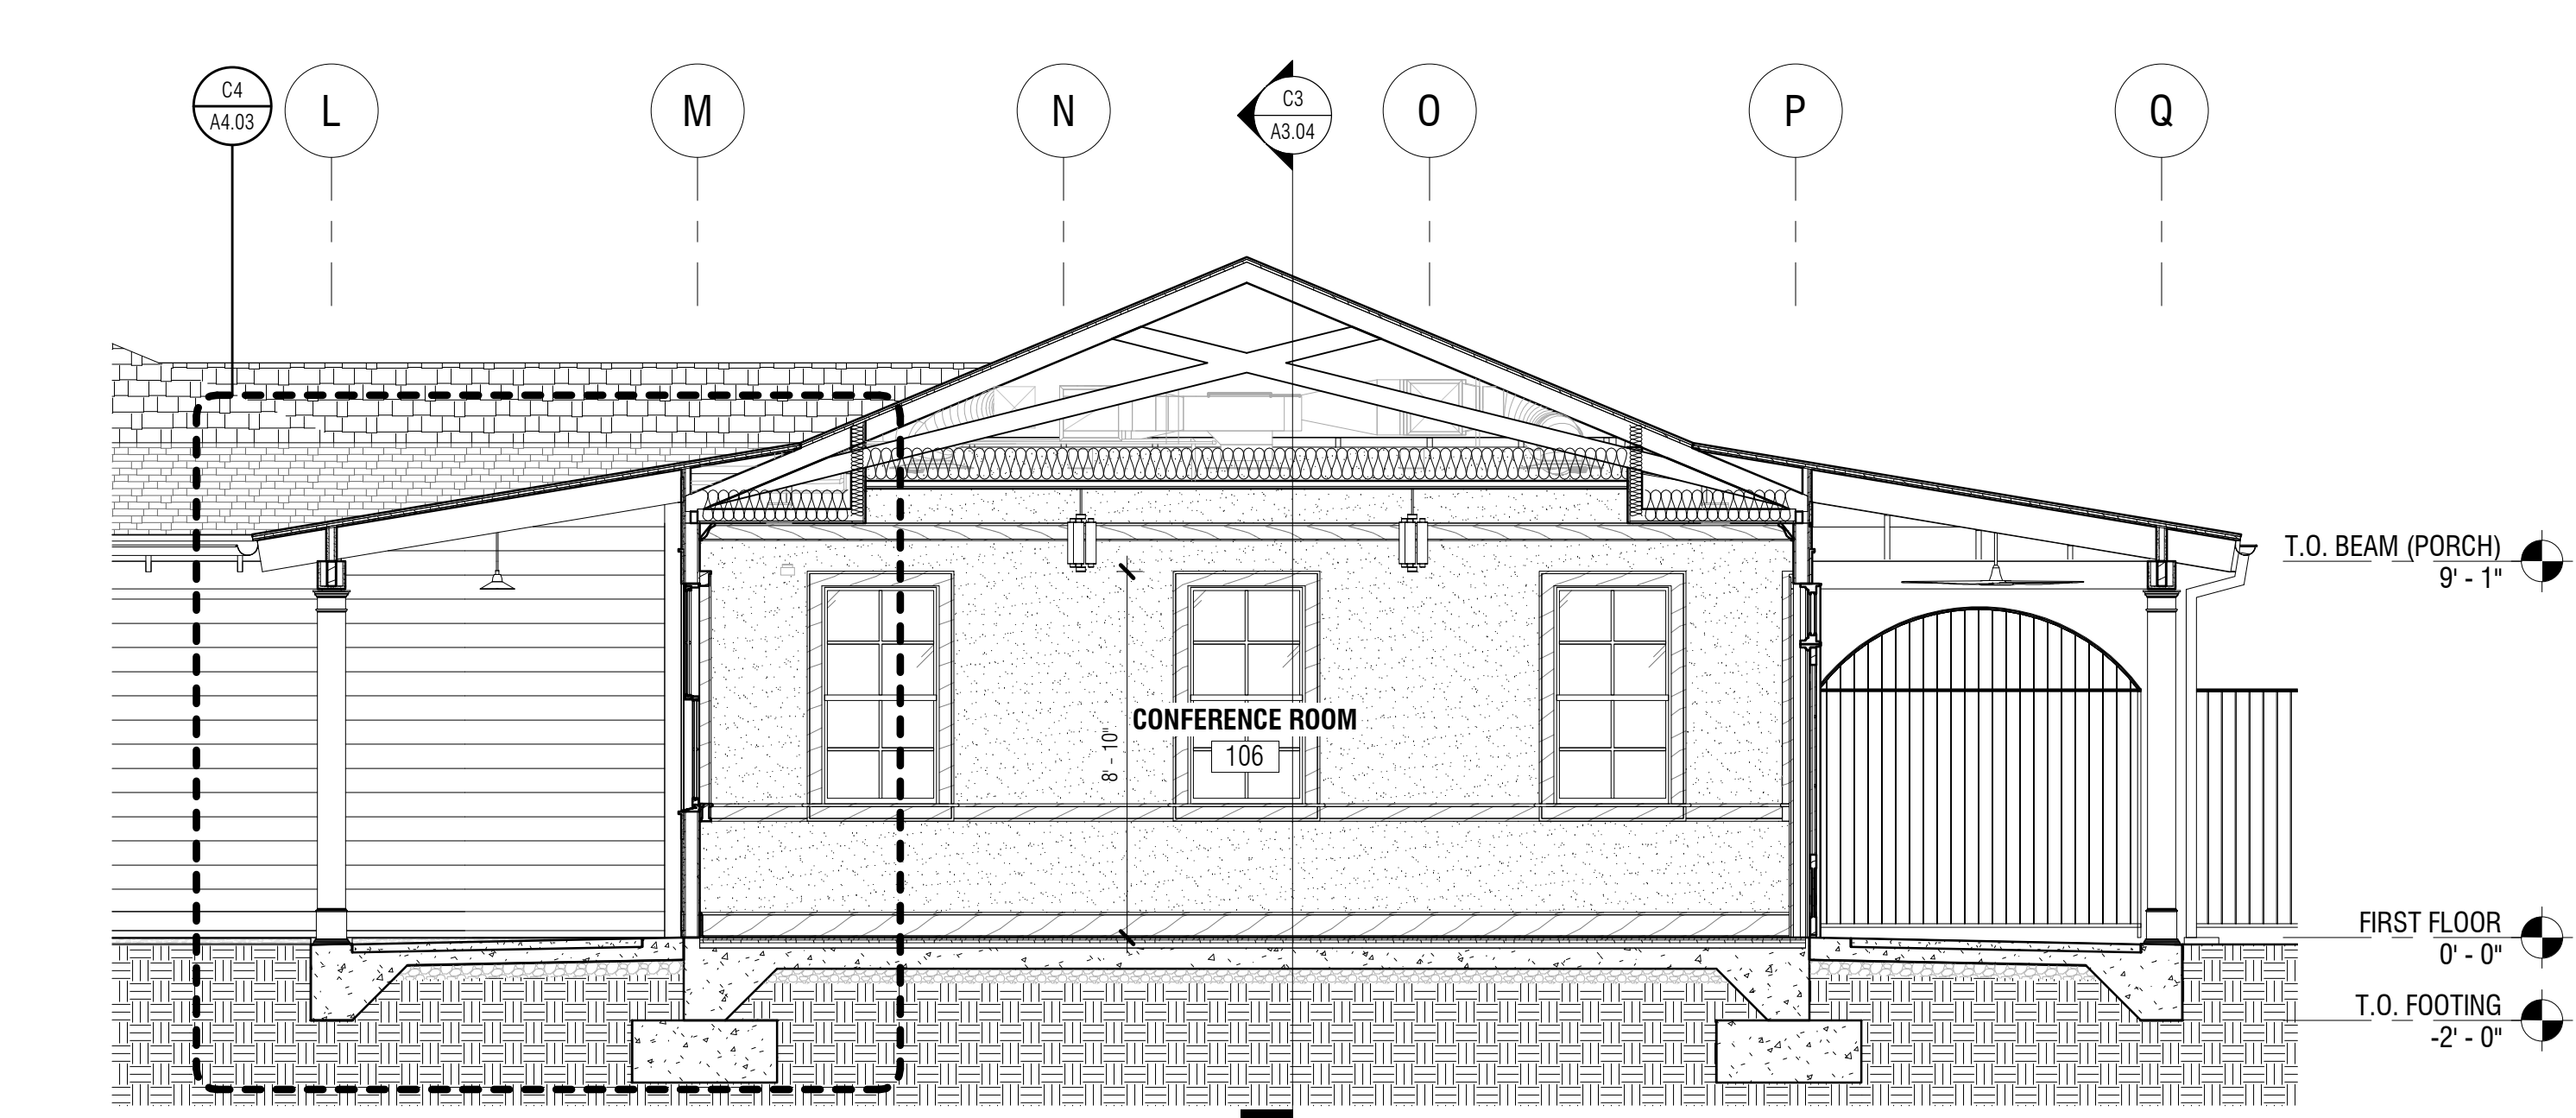 C4
A4.03
L
M
N
C3
A3.04
O
P
Q
T.O. BEAM (PORCH)
9' - 1"
8' - 10"
CONFERENCE ROOM
106
FIRST FLOOR
0' - 0"
T.O. FOOTING
-2' - 0"